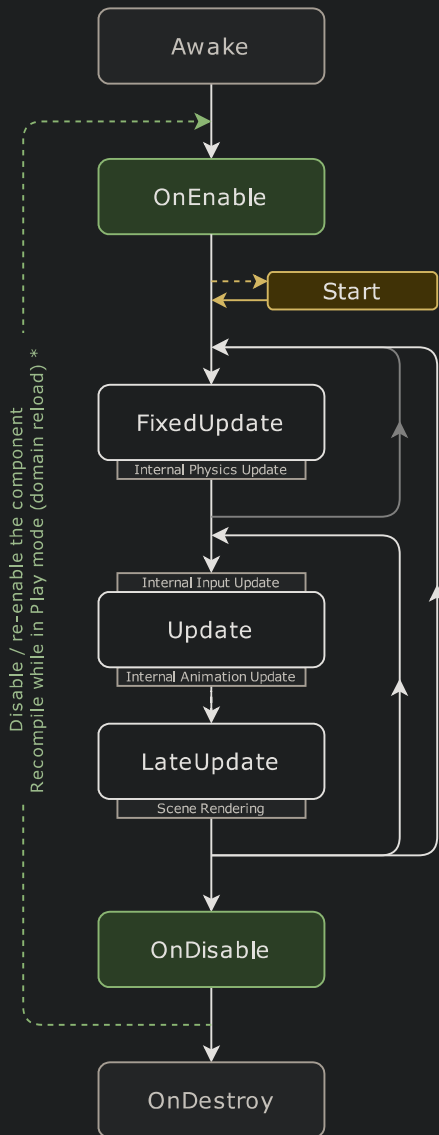 Awake
OnEnable
Start
FixedUpdate
Internal Physics Update
Internal Input Update
Update
Internal Animation Update
LateUpdate
Scene Rendering
OnDisable
OnDestroy
Disable / re-enable the component
Recompile while in Play mode (domain reload) *